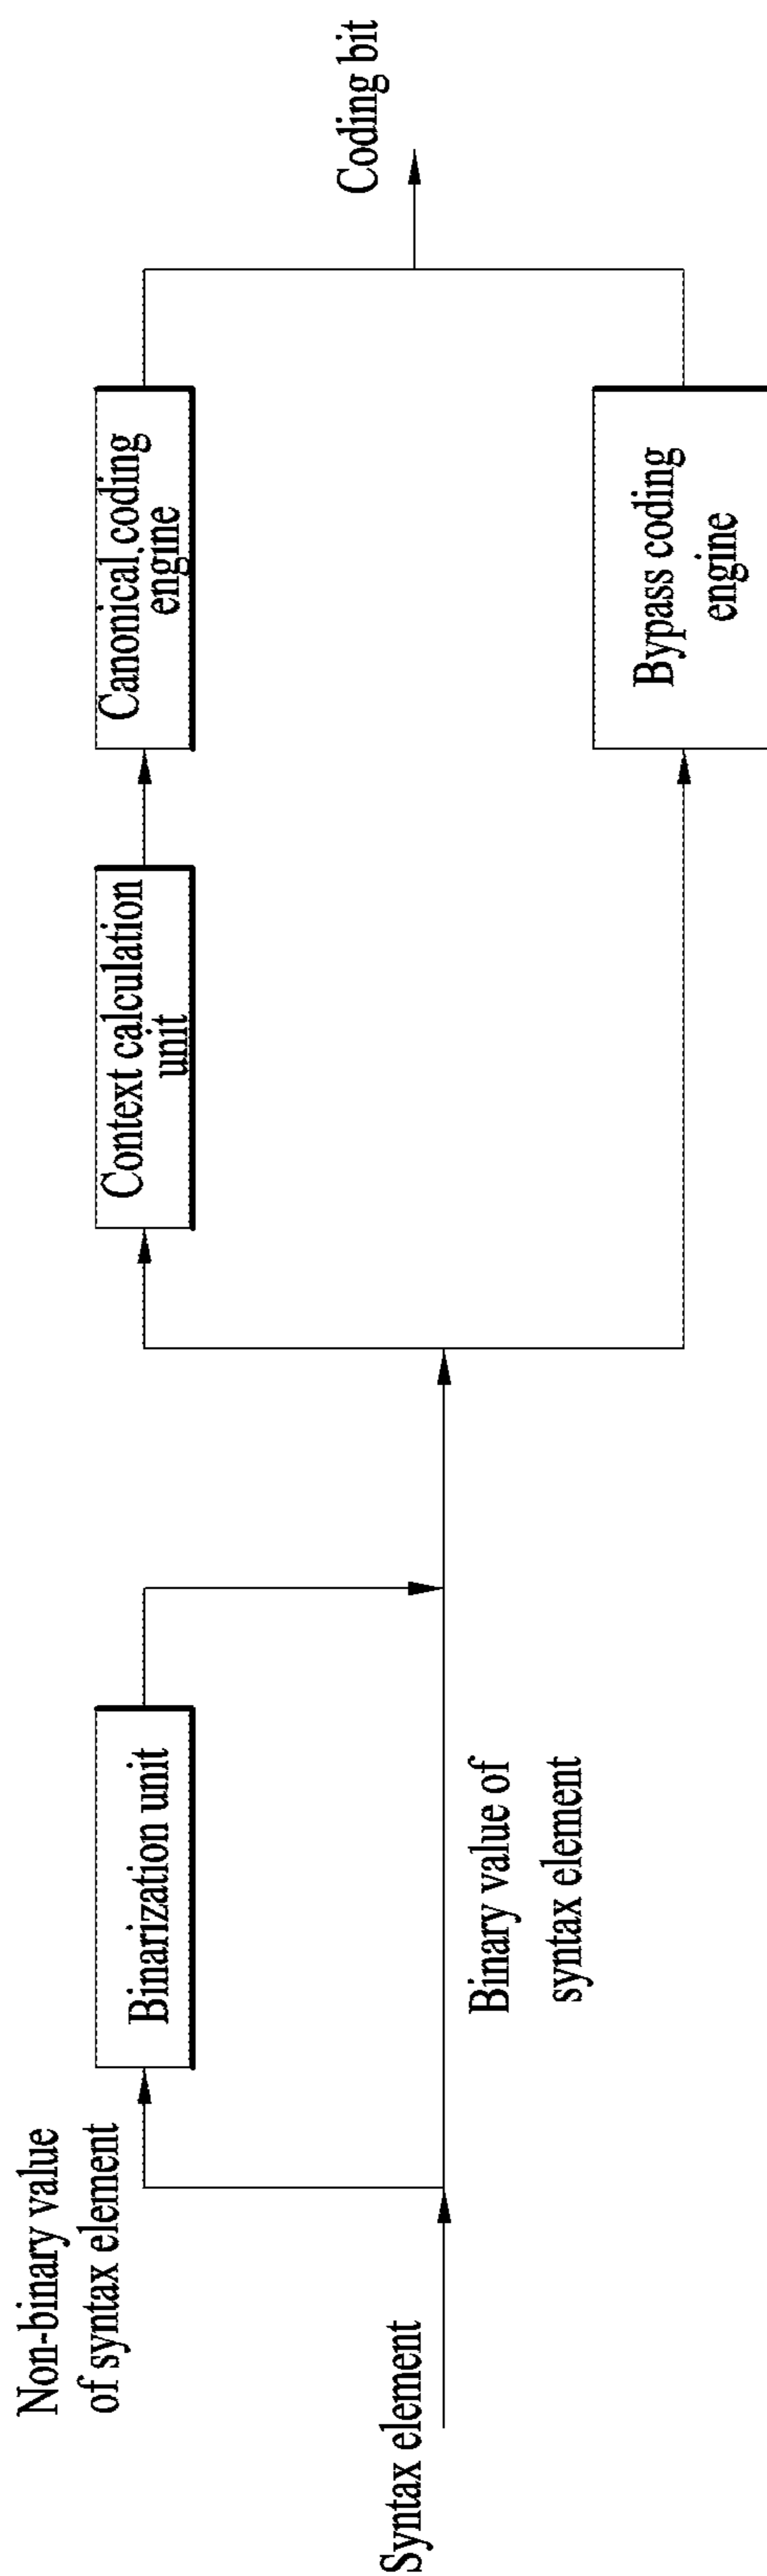 Syntax element
Non-binary value
of syntax element
Binarization unit
Binary value of
syntax element
Context calculation
unit
Canonical coding
engine
Bypass coding
engine
Coding bit